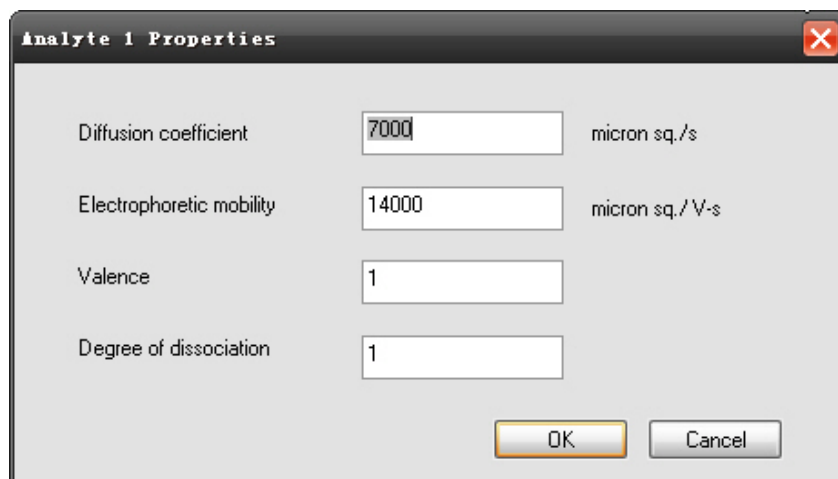 Analyte 1 Properties
Diffusion coefficient 7000 micron sq./s
Electrophoretic mobility 14000 micron sq./ V-s
Valence 1
Degree of dissociation 1
OK Cancel